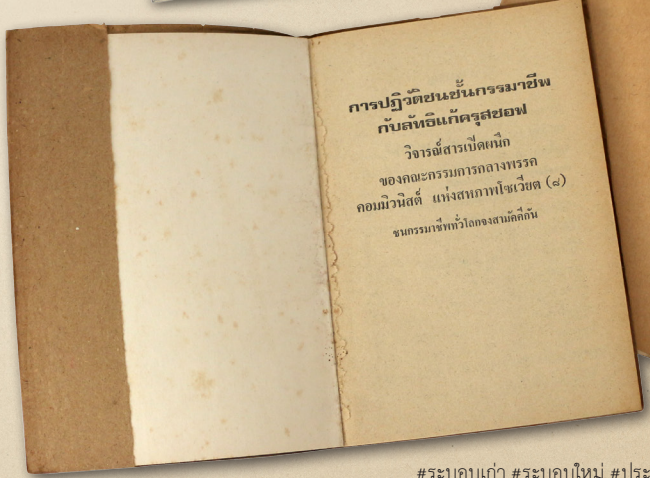 การปฏิวัติชนชั้นกรรมาชีพ
กับลัทธิแก้ครุสชอฟ
วิจารณ์สารเปิดผนึก
ของคณะกรรมการกลางพรรค
คอมมิวนิสต์ แห่งสหภาพโซเวียต (๘)
ชนกรรมาชีพทั่วโลกจงสามัคคีกัน
#ระบอบเก่า #ระบอบใหม่